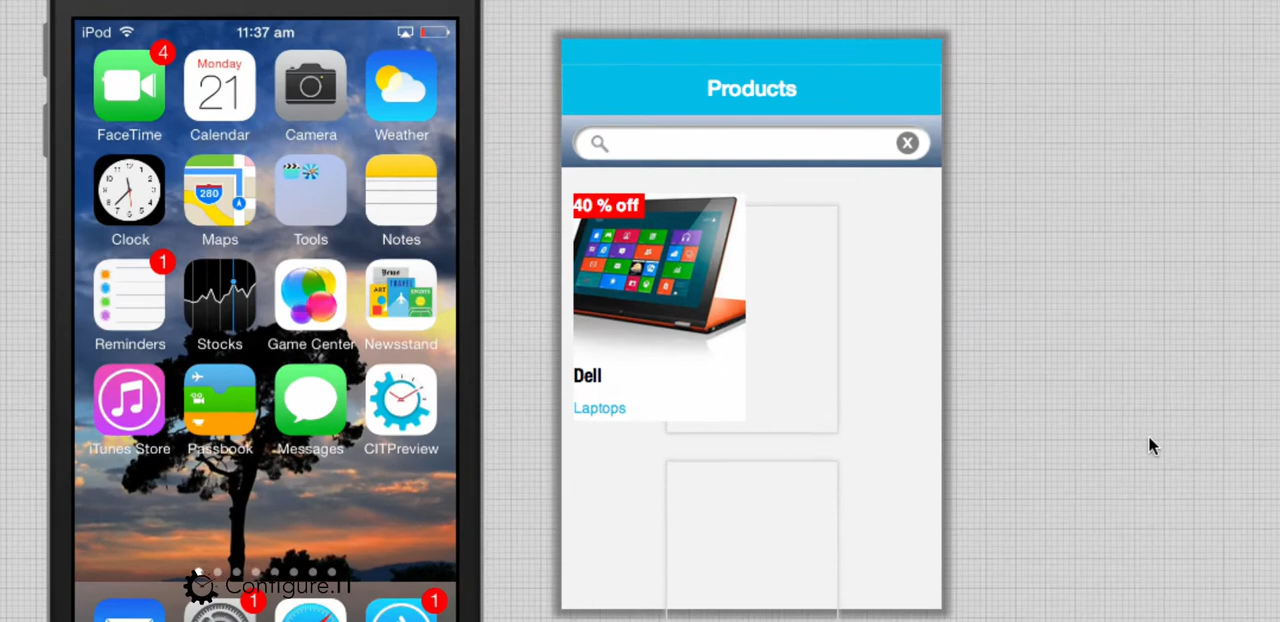 iPod
11:37 am
4
Monday
21
FaceTime
Calendar
Camera
Weather
280
Clock
Maps
Tools
Notes
1
Reminders
Stocks
Game Center
Newsstand
iTunes Store
Passbook
Messages
CITPreview
Configure.IT
1
1
Products
X
40 % off
Dell
Laptops